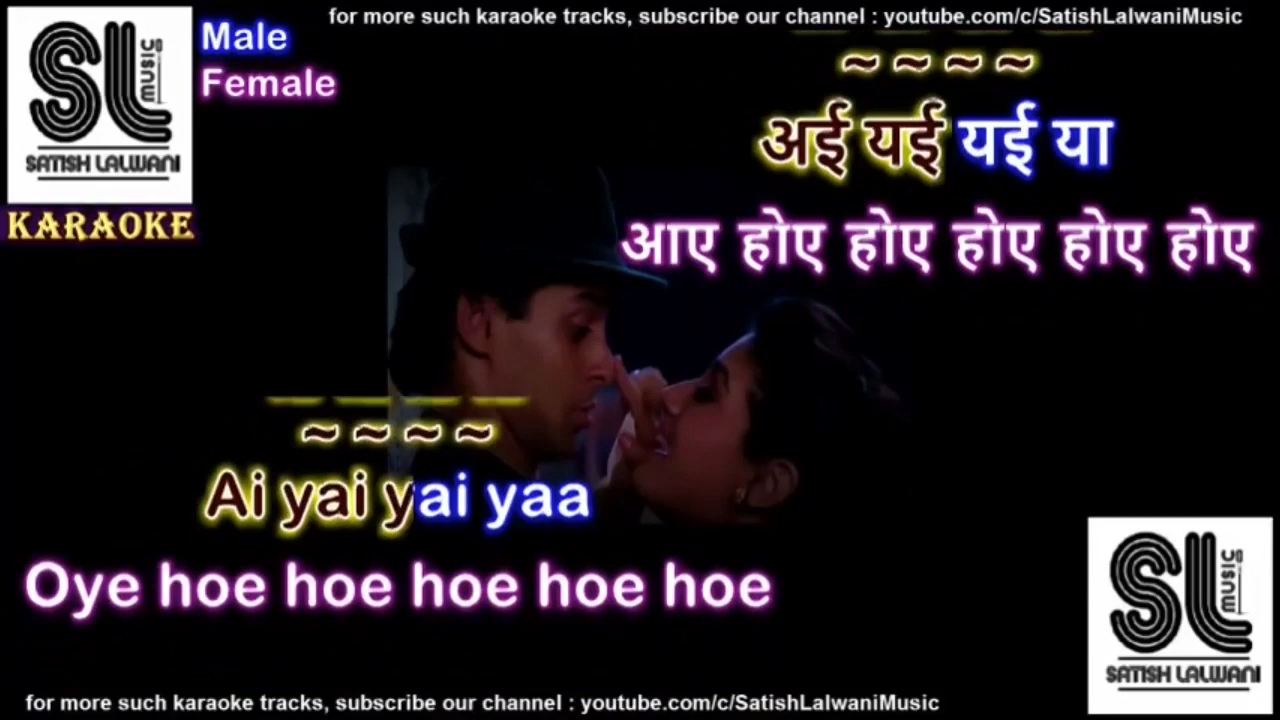 for more such karaoke tracks, subscribe our channel : youtube.com/c/SatishLalwaniMusic
SL MUSIC CO
SATISH LALWANI
KARAOKE
Male
Female
~ ~ ~ ~
अई यई यई या
आए होए होए होए होए होए
~ ~ ~ ~
Ai yai yai yaa
Oye hoe hoe hoe hoe hoe
SL MUSIC CO
SATISH LALWANI
for more such karaoke tracks, subscribe our channel : youtube.com/c/SatishLalwaniMusic